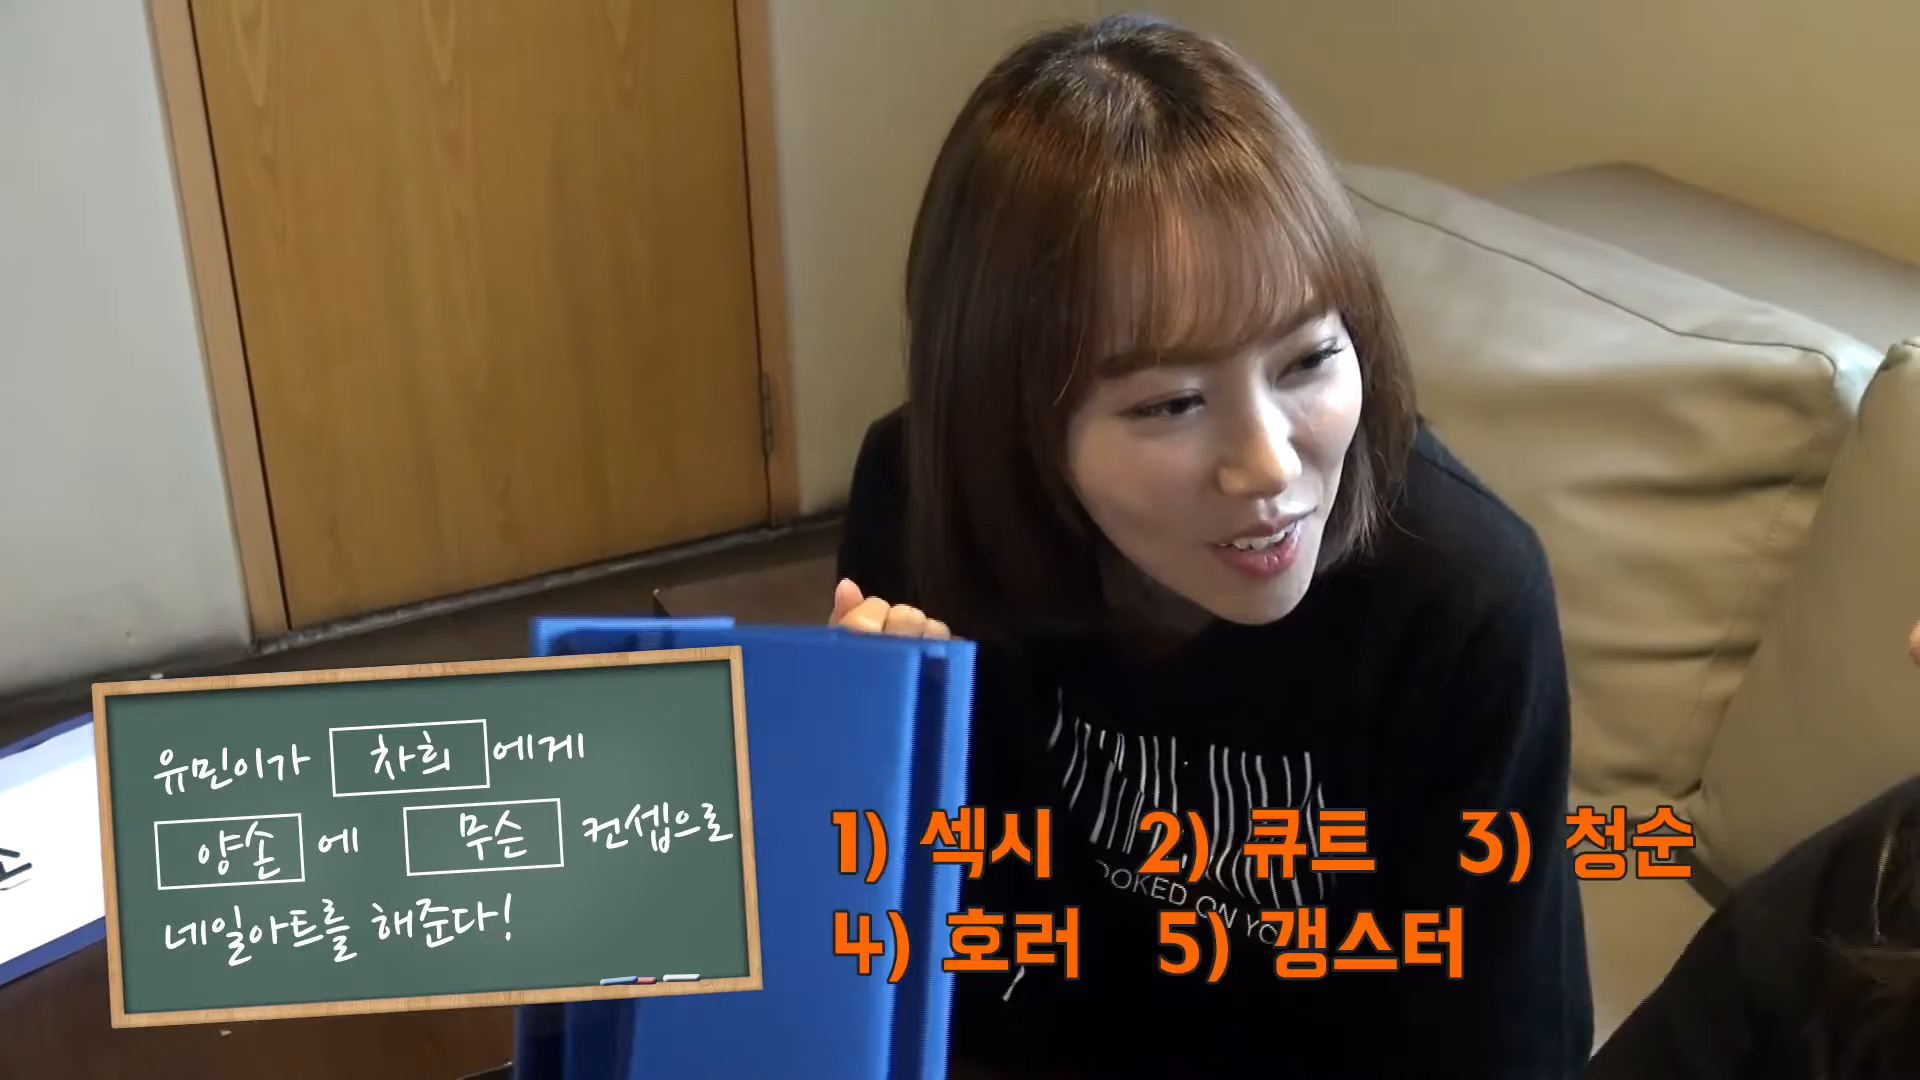 유민이가 차희에게
양손에 무슨 컨셉으로
네일아트를 해준다!
1) 섹시 2) 큐트 3) 청순
4) 호러 5) 갱스터
OOKED ON YO